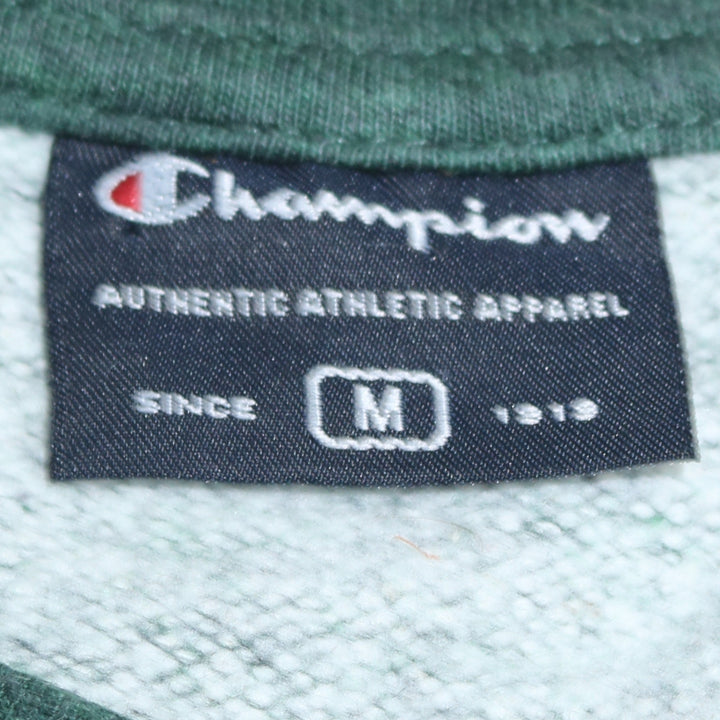 Champion
AUTHENTIC ATHLETIC APPAREL
SINCE M 1919